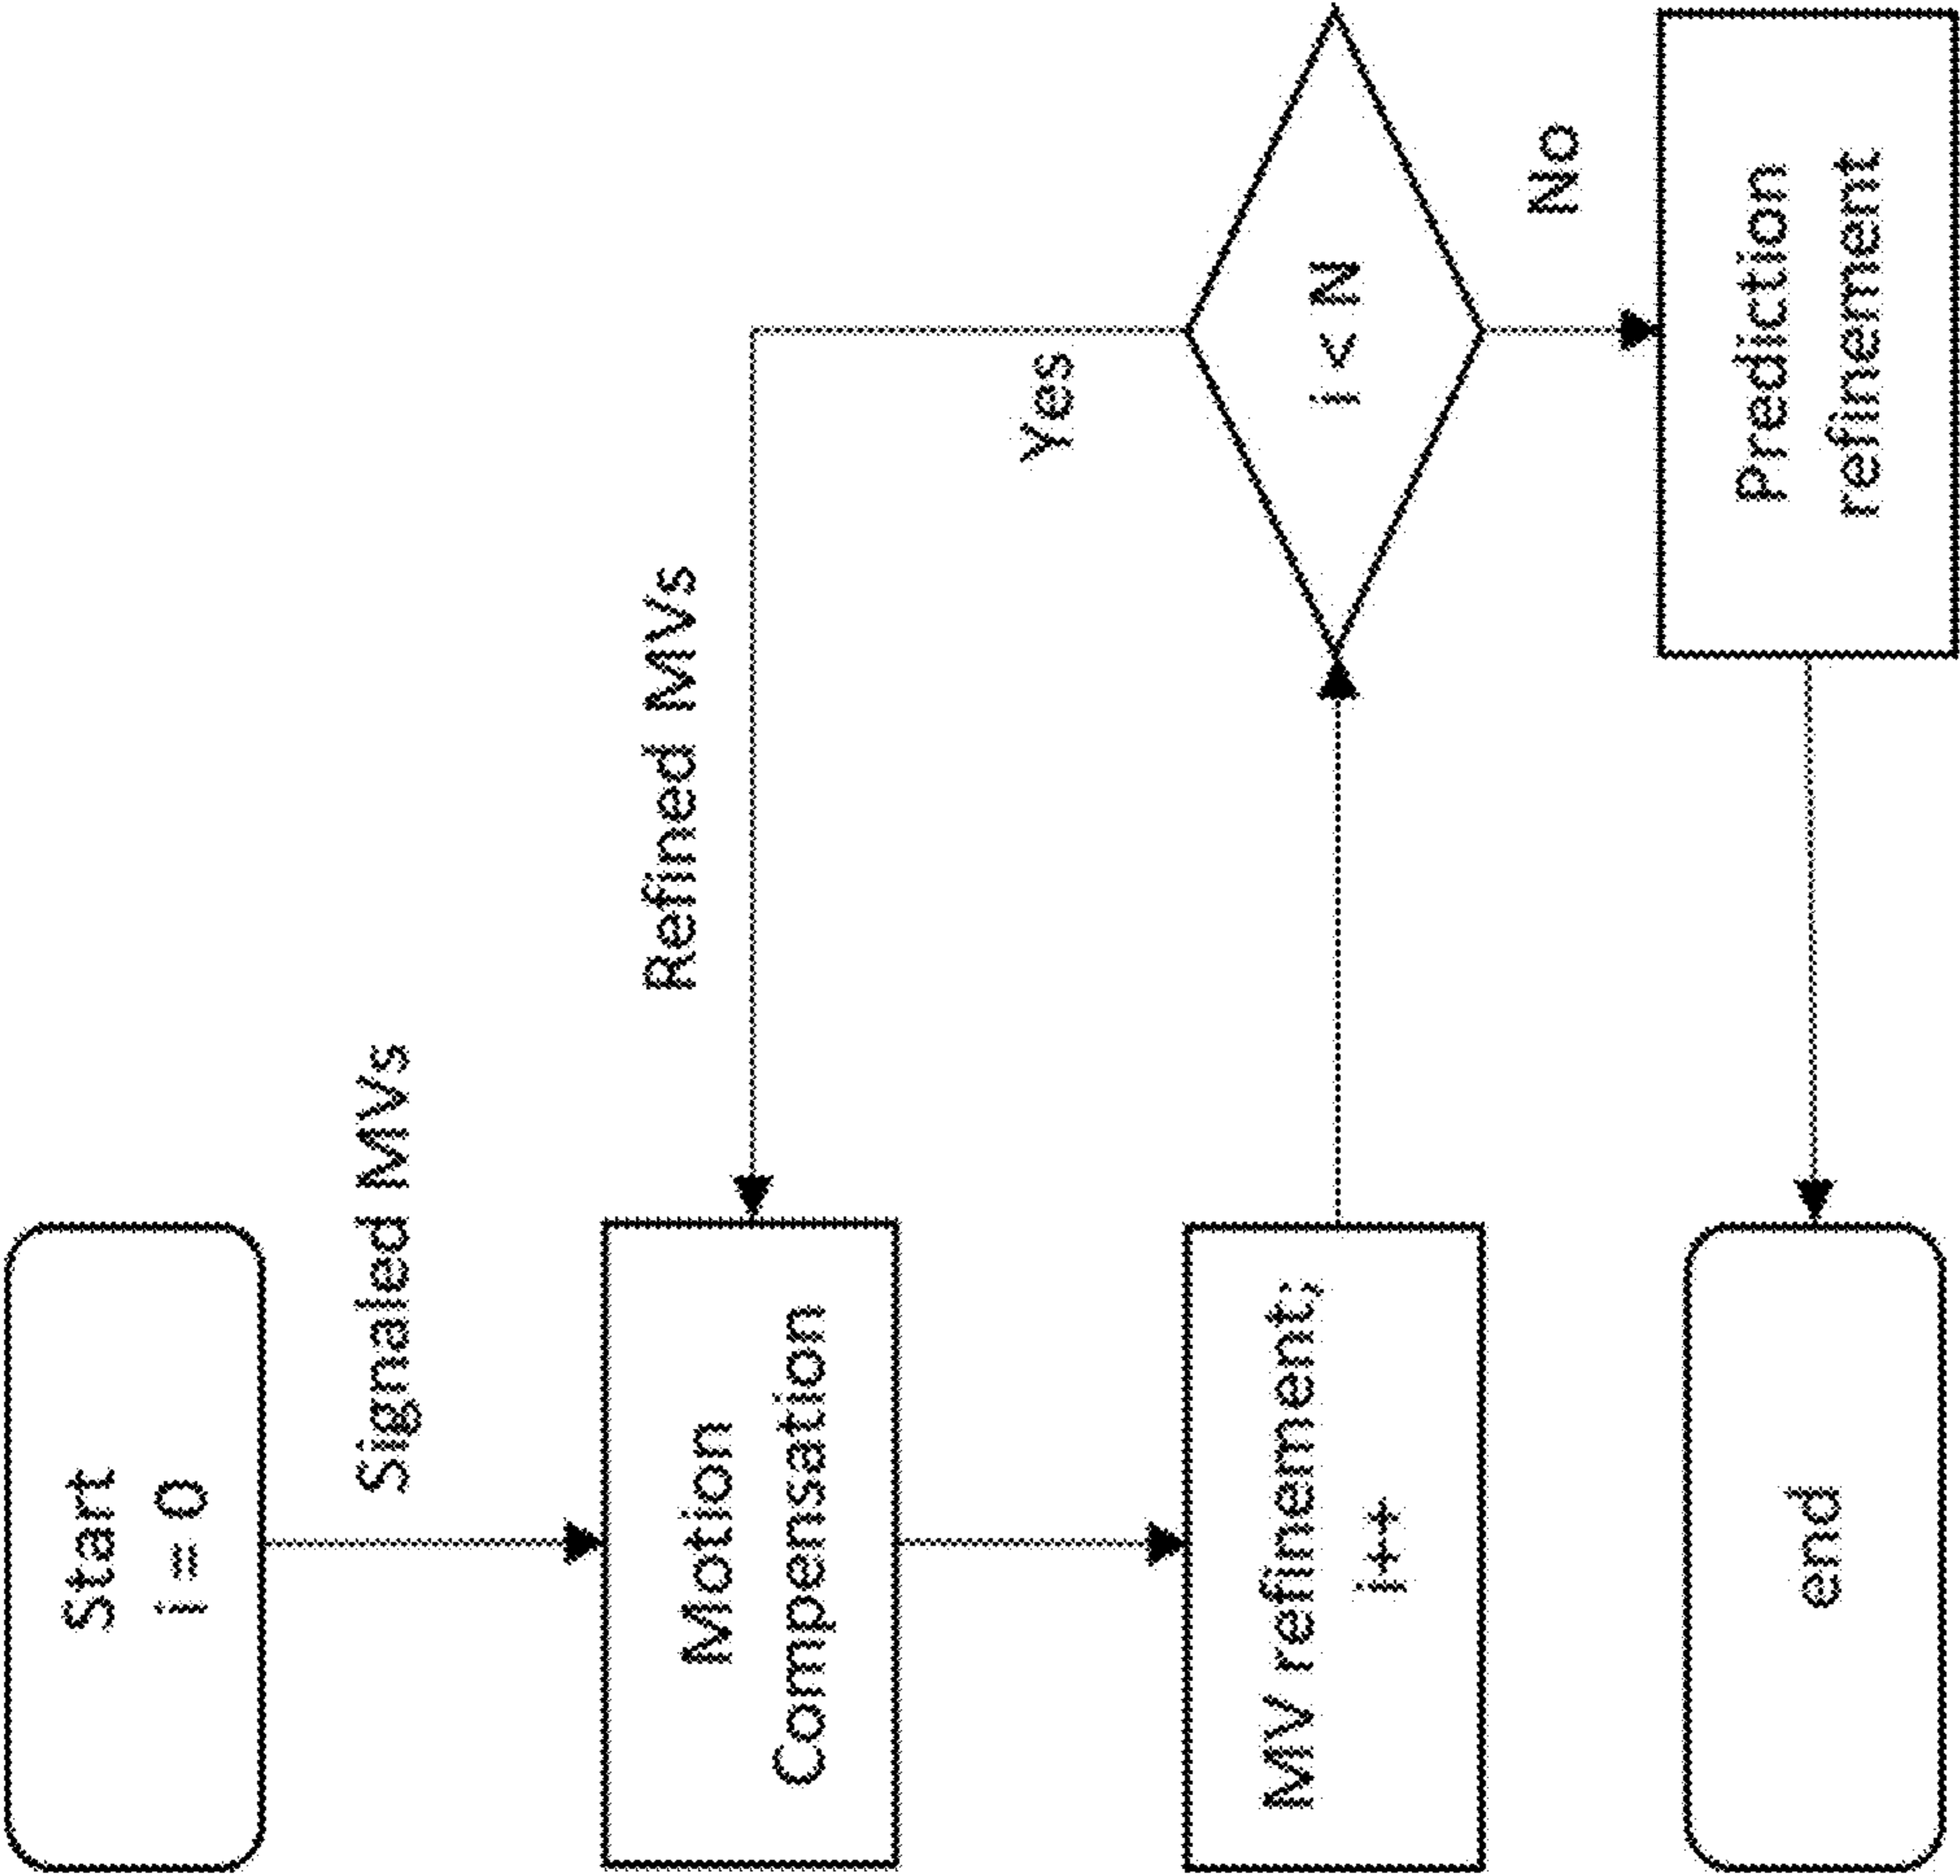 Start
i = 0
Signaled MVs
Motion
Compensation
Refined MVs
MV refinement;
i++
Yes
i < N
No
Prediction
refinement
end